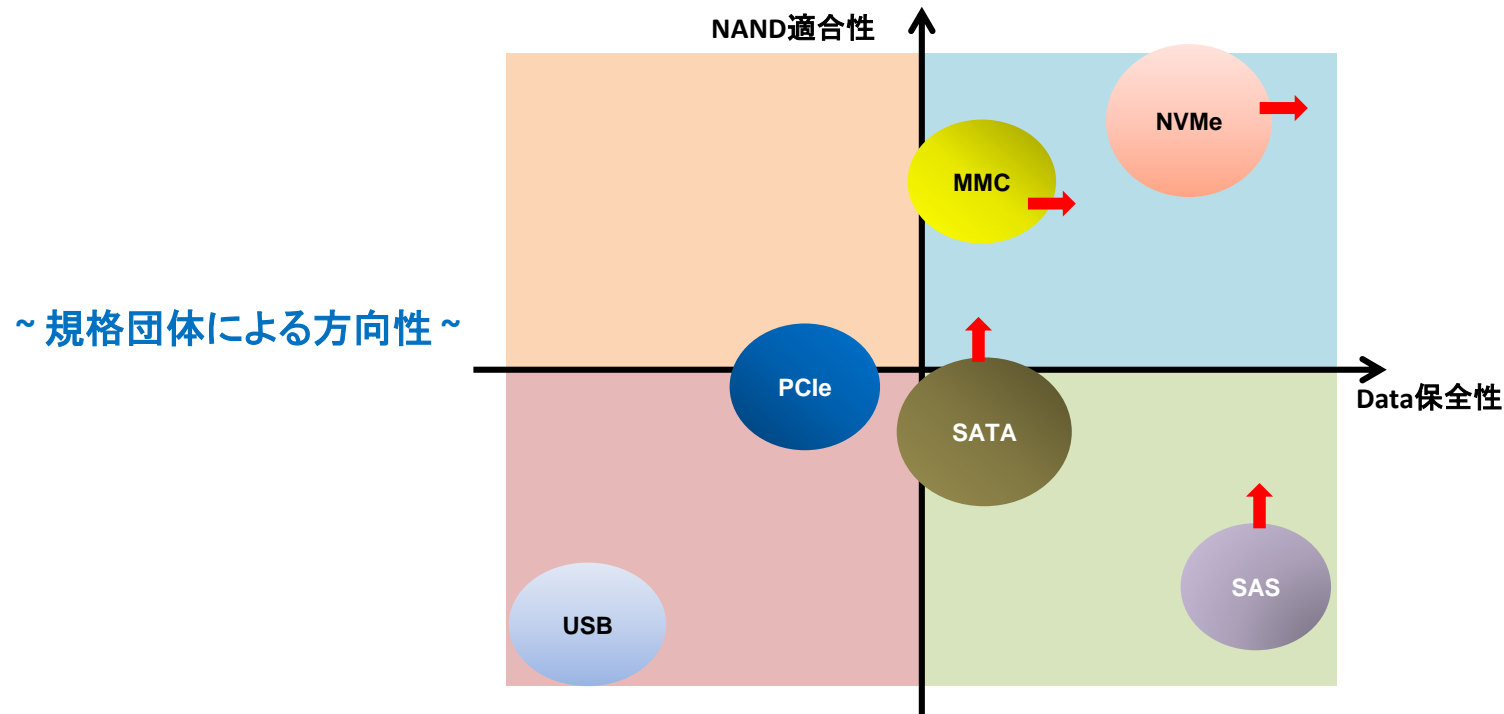 NAND適合性
NVMe
MMC
~ 規格団体による方向性 ~
PCIe
Data保全性
SATA
SAS
USB